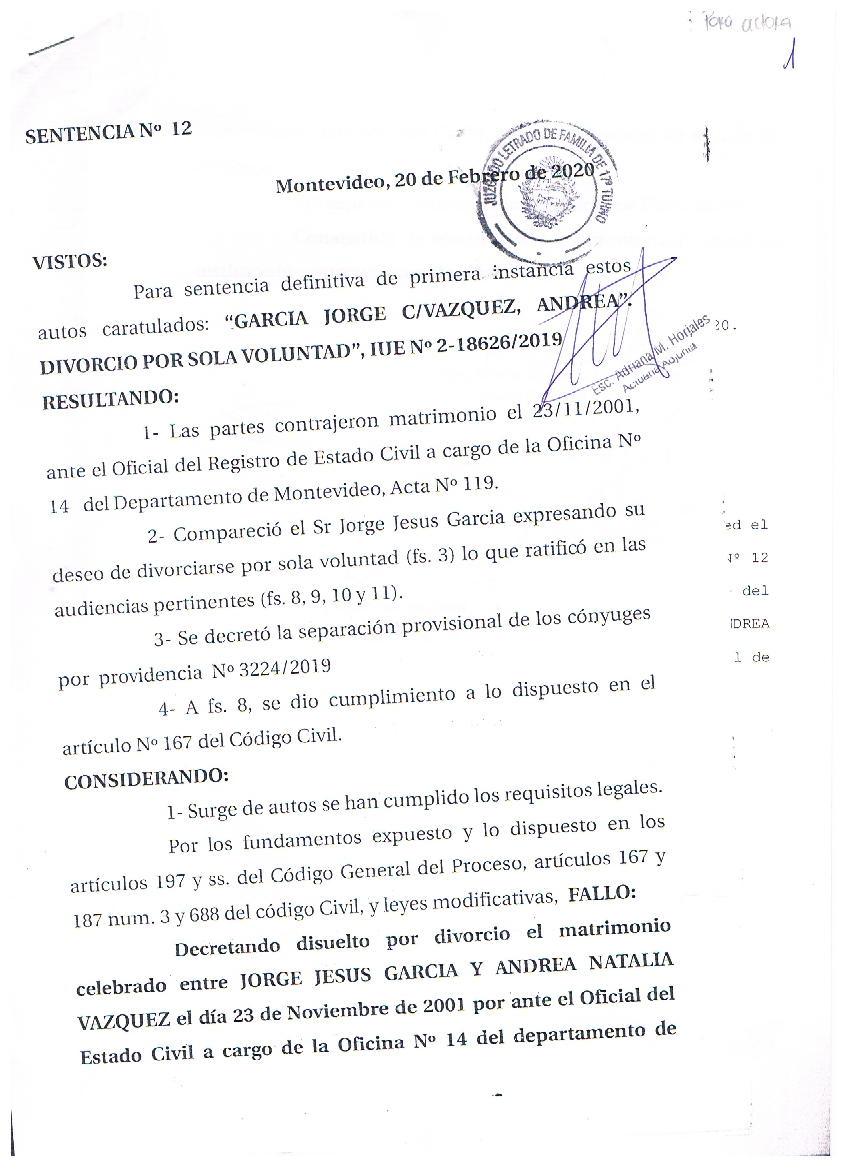 Para actora
1
SENTENCIA Nº 12
JUZGADO LETRADO DE FAMILIA DE 17º TURNO
Montevideo, 20 de Febrero de 2020
VISTOS:
Para sentencia definitiva de primera instancia estos
autos caratulados: “GARCIA JORGE C/VAZQUEZ, ANDREA”.
DIVORCIO POR SOLA VOLUNTAD”, IUE Nº 2-18626/2019
Esc. Adriana M. Horjales
Actuaria Adjunta
20.
RESULTANDO:
1- Las partes contrajeron matrimonio el 23/11/2001,
ante el Oficial del Registro de Estado Civil a cargo de la Oficina Nº
14 del Departamento de Montevideo, Acta Nº 119.
2- Compareció el Sr Jorge Jesus Garcia expresando su
deseo de divorciarse por sola voluntad (fs. 3) lo que ratificó en las
audiencias pertinentes (fs. 8, 9, 10 y 11).
3- Se decretó la separación provisional de los cónyuges
por providencia Nº 3224/2019
4- A fs. 8, se dio cumplimiento a lo dispuesto en el
artículo Nº 167 del Código Civil.
ed el
Nº 12
del
DREA
l de
CONSIDERANDO:
1- Surge de autos se han cumplido los requisitos legales.
Por los fundamentos expuesto y lo dispuesto en los
artículos 197 y ss. del Código General del Proceso, artículos 167 y
187 num. 3 y 688 del código Civil, y leyes modificativas, FALLO:
Decretando disuelto por divorcio el matrimonio
celebrado entre JORGE JESUS GARCIA Y ANDREA NATALIA
VAZQUEZ el día 23 de Noviembre de 2001 por ante el Oficial del
Estado Civil a cargo de la Oficina Nº 14 del departamento de